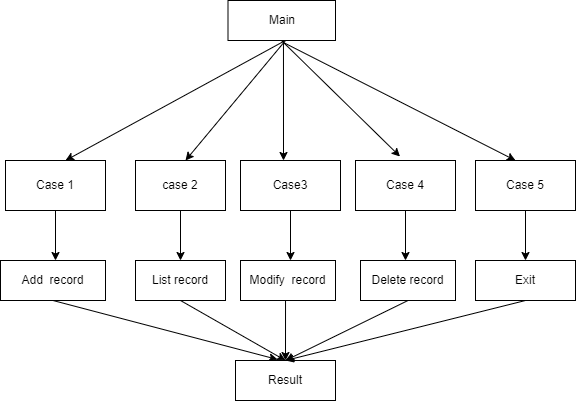 Main
Case 1
case 2
Case3
Case 4
Case 5
Add  record
List record
Modify  record
Delete record
Exit
Result